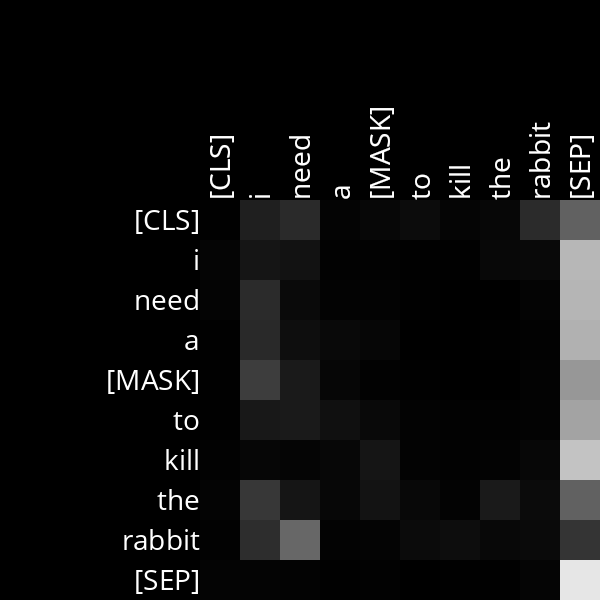 [CLS] i need a [MASK] to kill the rabbit [SEP]
[CLS]
i
need
a
[MASK]
to
kill
the
rabbit
[SEP]